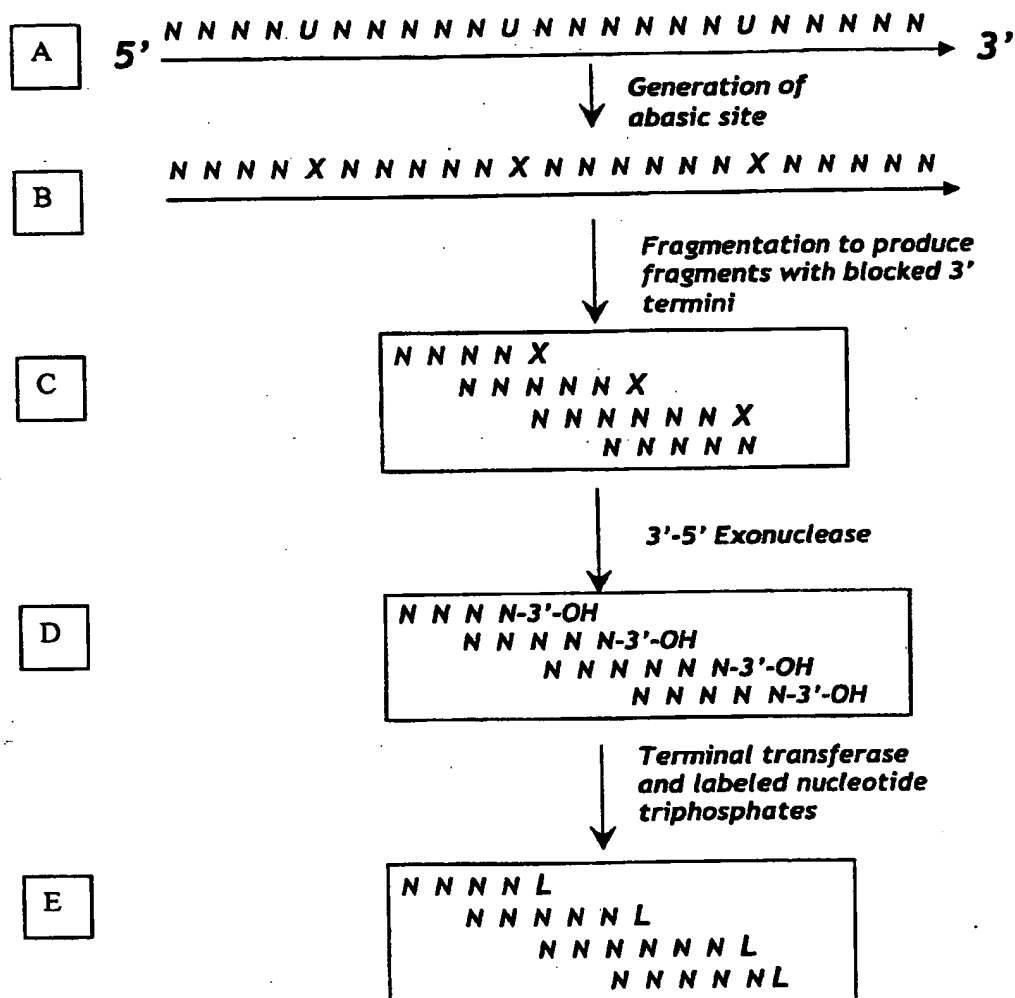 A
5' N N N N U N N N N N U N N N N N N U N N N N N 3'
Generation of
abasic site
B
N N N N X N N N N N X N N N N N N X N N N N N
Fragmentation to produce
fragments with blocked 3'
termini
C
N N N N X
N N N N N X
N N N N N N X
N N N N N
3'-5' Exonuclease
D
N N N N-3'-OH
N N N N N-3'-OH
N N N N N N-3'-OH
N N N N N-3'-OH
Terminal transferase
and labeled nucleotide
triphosphates
E
N N N N L
N N N N N L
N N N N N N L
N N N N NL